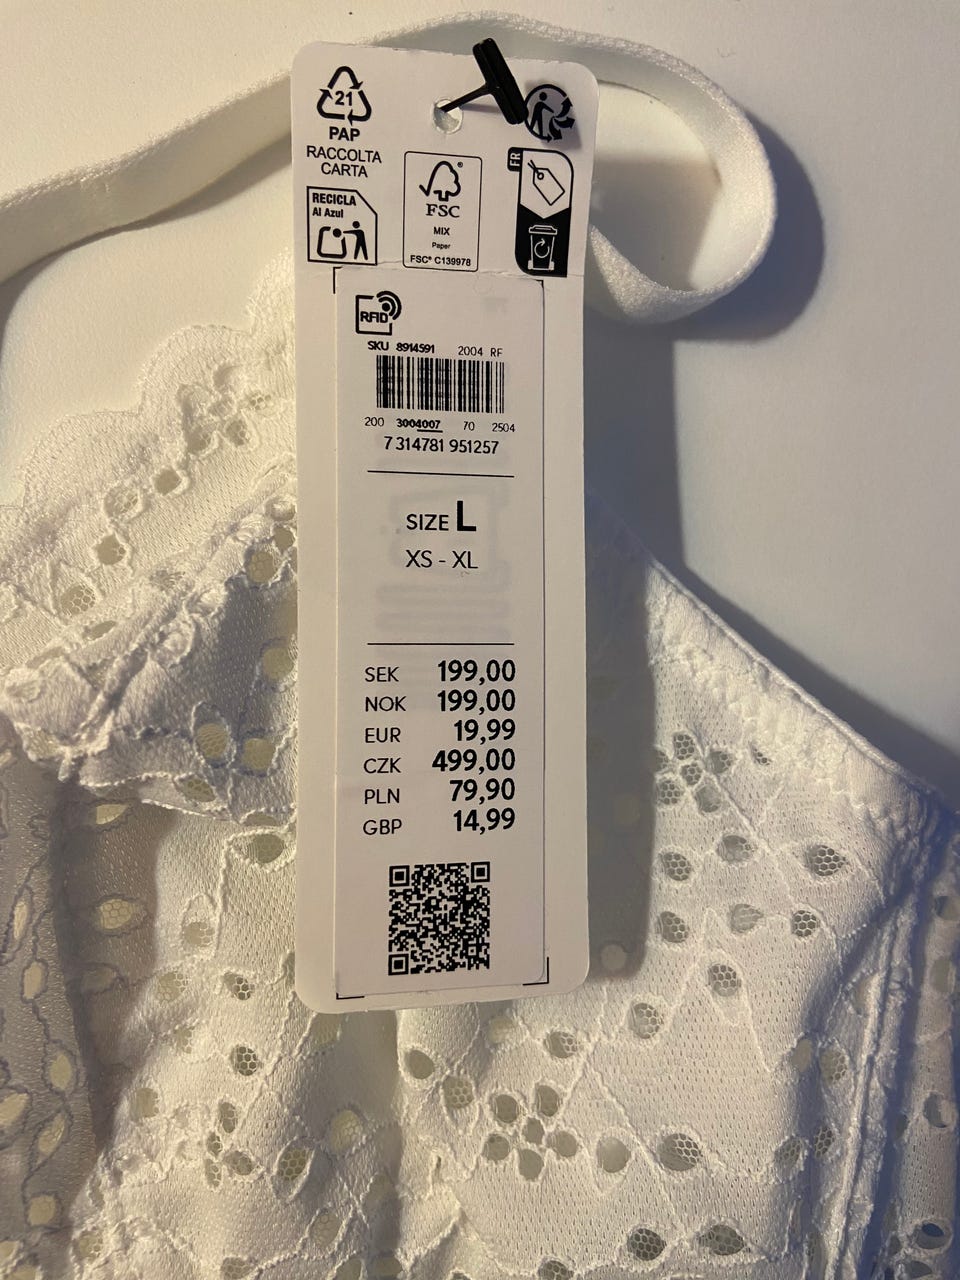 21
PAP
RACCOLTA
CARTA
RECICLA
Al Azul
FSC®
MIX
Paper
FSC® C139978
FR
RFID
SKU 8914591 2004 RF
200 3004007 70 2504
7 314781 951257
SIZE L
XS - XL
SEK 199,00
NOK 199,00
EUR 19,99
CZK 499,00
PLN 79,90
GBP 14,99